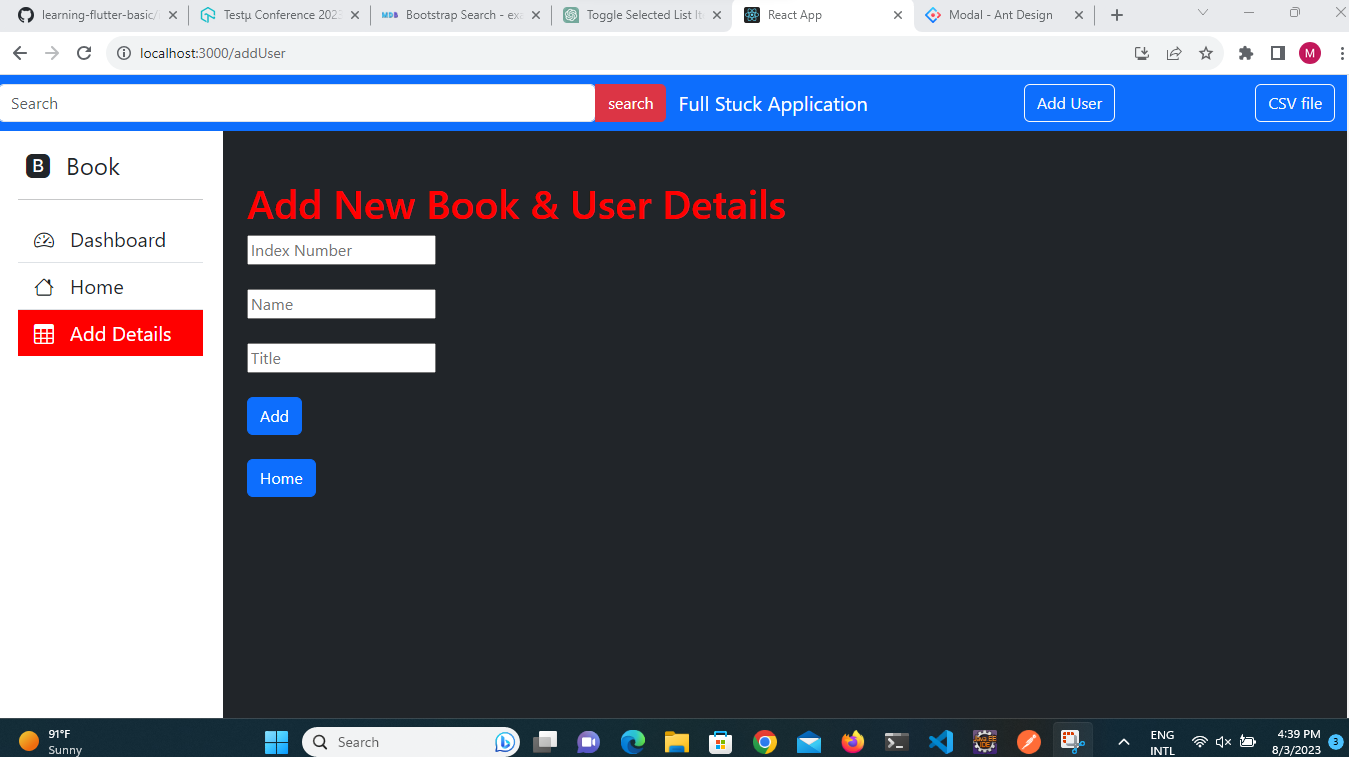 learning-flutter-basic/
Testμ Conference 2023
MDB Bootstrap Search - exa
Toggle Selected List It
React App
Modal - Ant Design
localhost:3000/addUser
M
Search
search
Full Stuck Application
Add User
CSV file
B Book
Dashboard
Home
Add Details
Add New Book & User Details
Index Number
Name
Title
Add
Home
91°F
Sunny
Search
ENG
INTL
4:39 PM
8/3/2023
3